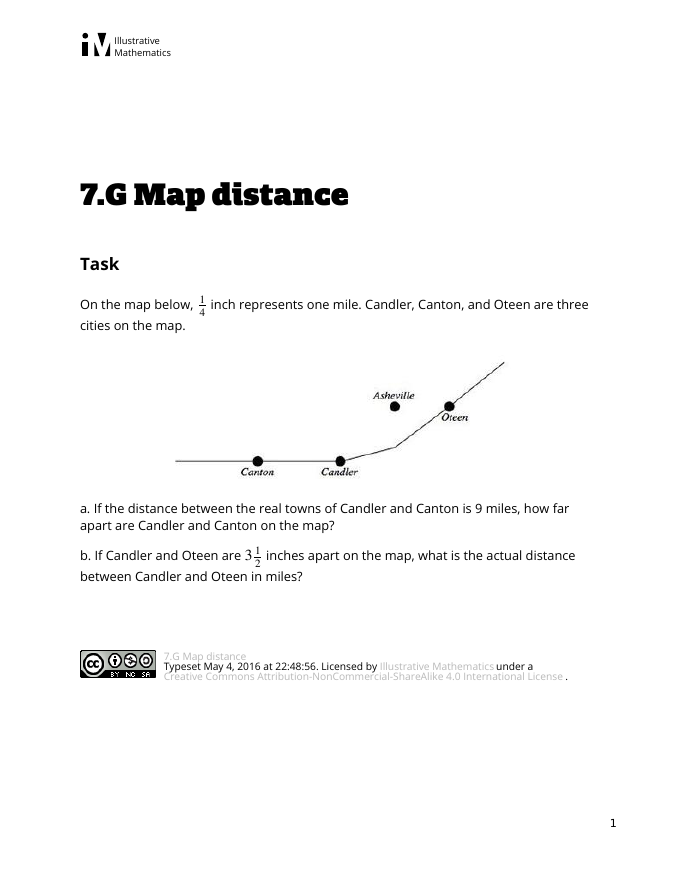 Illustrative
Mathematics
7.G Map distance
Task
On the map below, 1/4 inch represents one mile. Candler, Canton, and Oteen are three
cities on the map.
Asheville
Oteen
Canton Candler
a. If the distance between the real towns of Candler and Canton is 9 miles, how far
apart are Candler and Canton on the map?
b. If Candler and Oteen are 3 1/2 inches apart on the map, what is the actual distance
between Candler and Oteen in miles?
cc
BY NC SA
7.G Map distance
Typeset May 4, 2016 at 22:48:56. Licensed by Illustrative Mathematics under a
Creative Commons Attribution-NonCommercial-ShareAlike 4.0 International License .
1